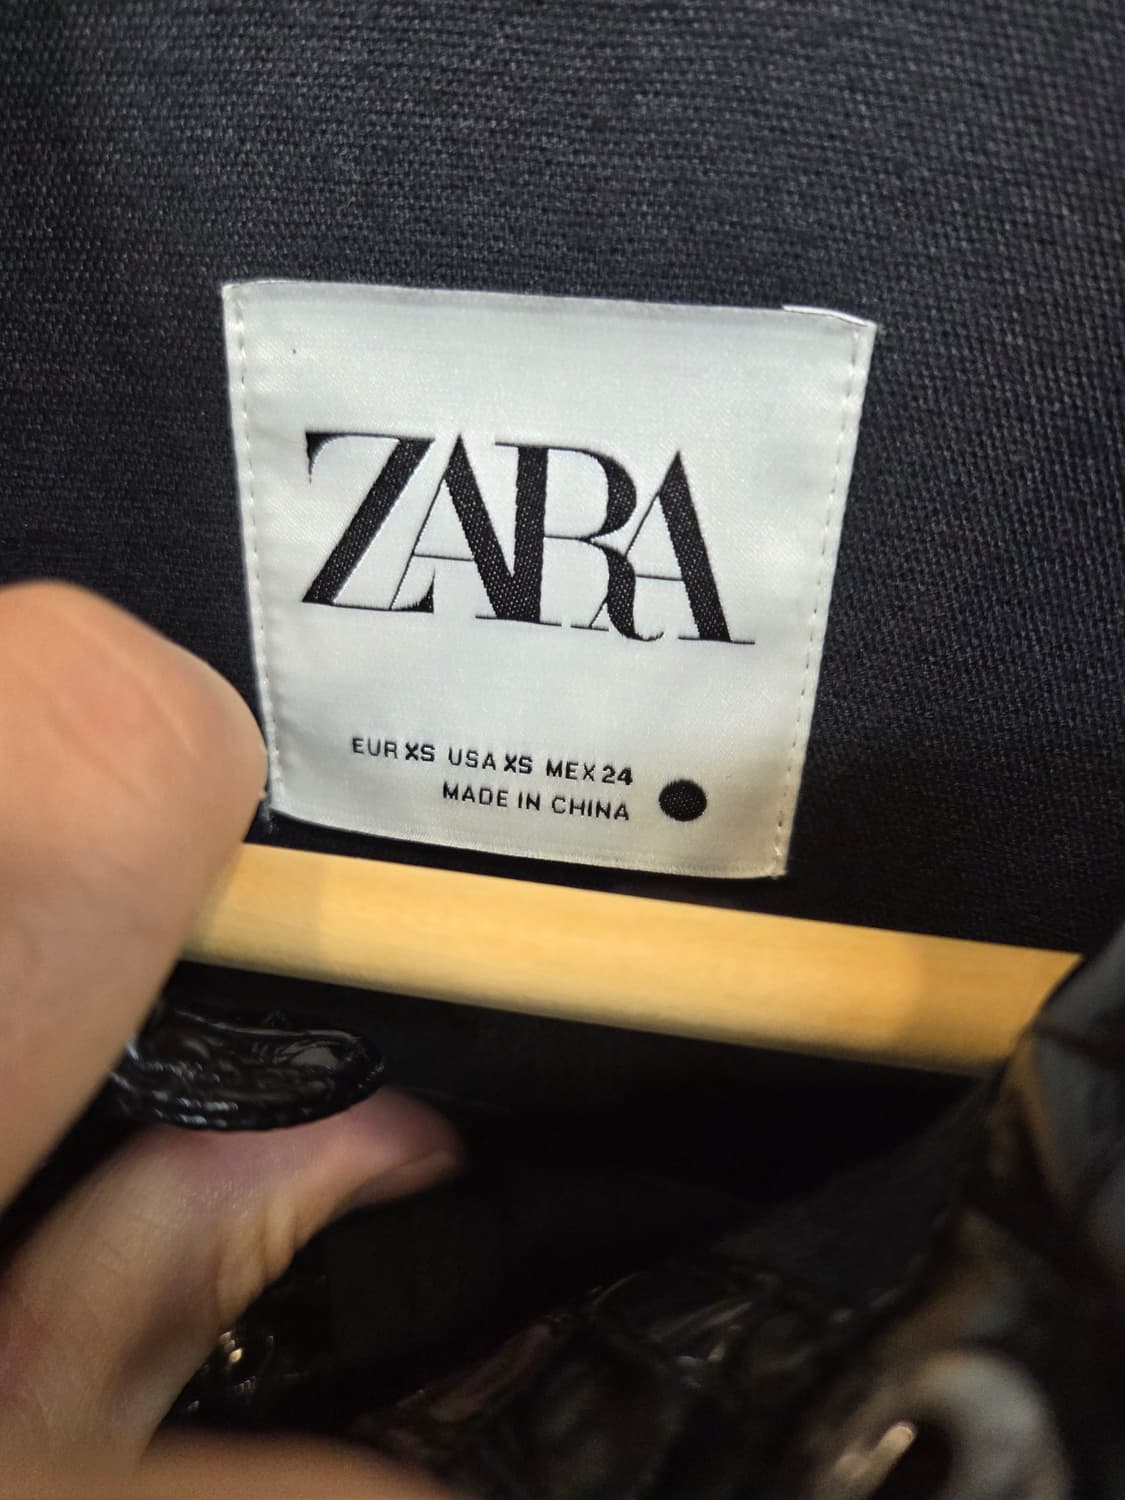 ZARA
EUR XS USA XS MEX 24
MADE IN CHINA